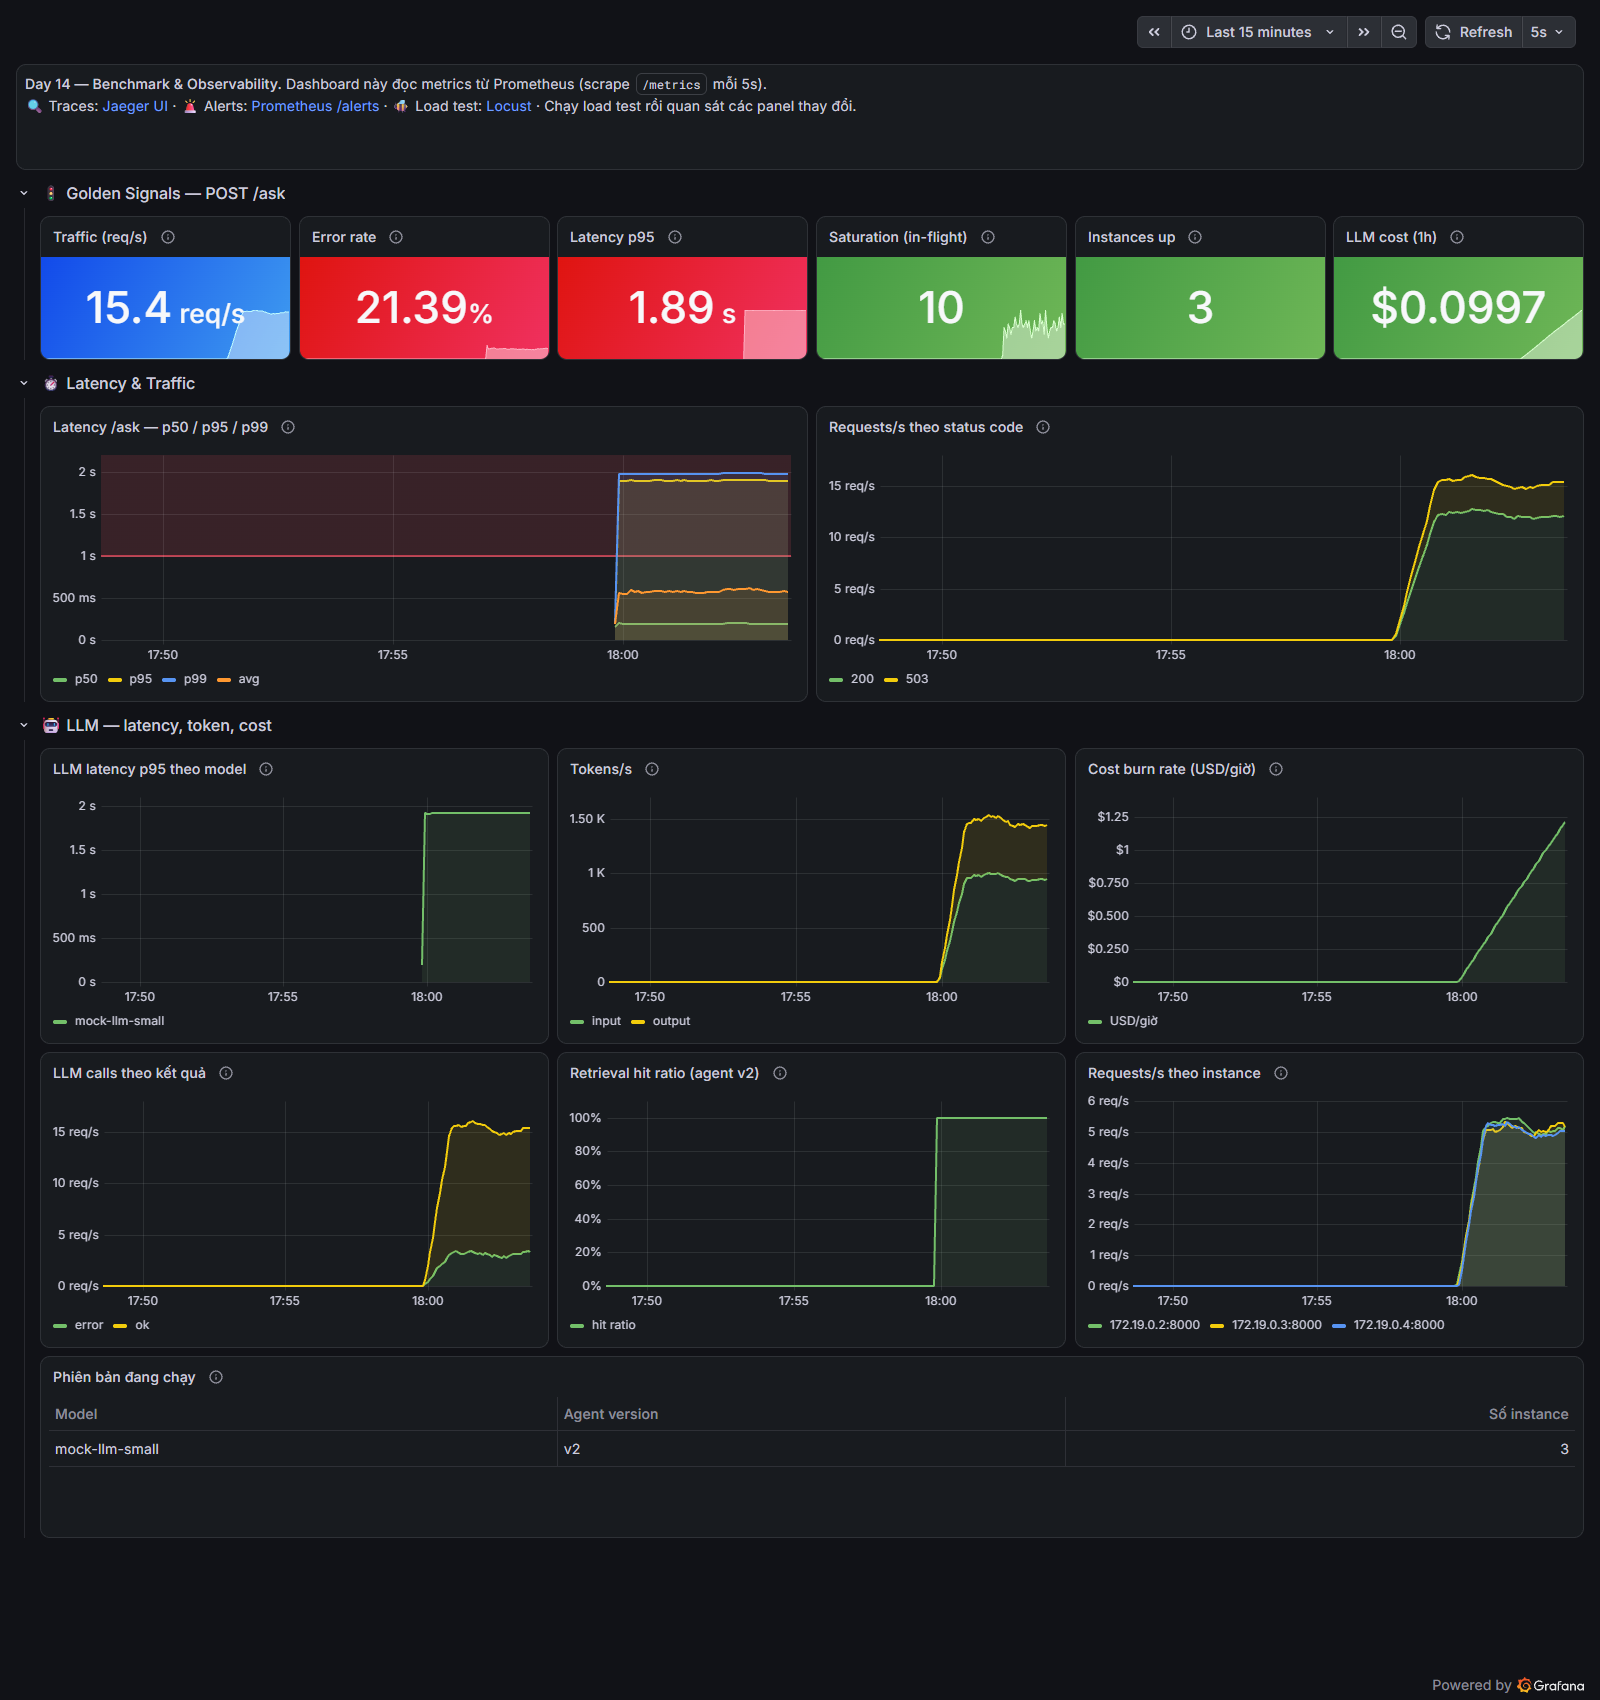 Last 15 minutes
Refresh
5s
Day 14 — Benchmark & Observability. Dashboard này đọc metrics từ Prometheus (scrape /metrics mỗi 5s).
Traces: Jaeger UI · Alerts: Prometheus /alerts · Load test: Locust · Chạy load test rồi quan sát các panel thay đổi.
Golden Signals — POST /ask
Traffic (req/s)
15.4 req/s
Error rate
21.39%
Latency p95
1.89 s
Saturation (in-flight)
10
Instances up
3
LLM cost (1h)
$0.0997
Latency & Traffic
Latency /ask — p50 / p95 / p99
2 s
1.5 s
1 s
500 ms
0 s
17:50 17:55 18:00
p50 p95 p99 avg
Requests/s theo status code
15 req/s
10 req/s
5 req/s
0 req/s
17:50 17:55 18:00
200 503
LLM — latency, token, cost
LLM latency p95 theo model
2 s
1.5 s
1 s
500 ms
0 s
17:50 17:55 18:00
mock-llm-small
Tokens/s
1.50 K
1 K
500
0
17:50 17:55 18:00
input output
Cost burn rate (USD/giờ)
$1.25
$1
$0.750
$0.500
$0.250
$0
17:50 17:55 18:00
USD/giờ
LLM calls theo kết quả
15 req/s
10 req/s
5 req/s
0 req/s
17:50 17:55 18:00
error ok
Retrieval hit ratio (agent v2)
100%
80%
60%
40%
20%
0%
17:50 17:55 18:00
hit ratio
Requests/s theo instance
6 req/s
5 req/s
4 req/s
3 req/s
2 req/s
1 req/s
0 req/s
17:50 17:55 18:00
172.19.0.2:8000 172.19.0.3:8000 172.19.0.4:8000
Phiên bản đang chạy
Model Agent version Số instance
mock-llm-small v2 3
Powered by Grafana